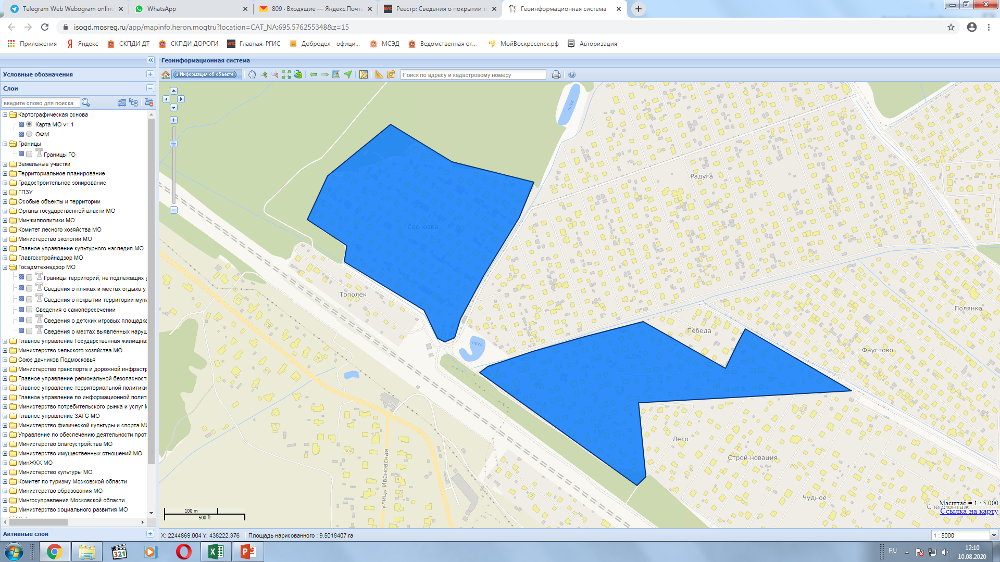 Telegram Web Webogram online
WhatsApp
809 · Входящие — Яндекс.Почта
Реестр: Сведения о покрытии т
Геоинформационная система
isogd.mosreg.ru/app/mapinfo.heron.mogtru?location=CAT_NA:695,576255348&z=15
Приложения
Яндекс
СКПДИ ДТ
СКПДИ ДОРОГИ
Главная. РГИС
Добродел - офици...
МСЭД
Ведомственная от...
МойВоскресенск.рф
Авторизация
Условные обозначения
Слои
введите слово для поиска
Картографическая основа
Карта МО v1.1
ОФМ
Границы
Границы ГО
Земельные участки
Территориальное планирование
Градостроительное зонирование
ГПЗУ
Особые объекты и территории
Органы государственной власти МО
Минжилполитики МО
Комитет лесного хозяйства МО
Министерство экологии МО
Главное управление культурного наследия МО
Главгосстройнадзор МО
Госадмтехнадзор МО
Границы территорий, не подлежащих у
Сведения о пляжах и местах отдыха у
Сведения о покрытии территории муни
Сведения о самопересечении
Сведения о детских игровых площадка
Сведения о местах выявленных наруш
Главное управление Государственная жилищна
Министерство сельского хозяйства МО
Союз дачников Подмосковья
Министерство транспорта и дорожной инфрастр
Главное управление региональной безопасност
Главное управление территориальной политики
Главное управление по информационной полит
Министерство потребительского рынка и услуг М
Главное управление ЗАГС МО
Министерство физической культуры и спорта МО
Управление по обеспечению деятельности прот
Министерство благоустройства МО
Министерство имущественных отношений МО
МинЖКХ МО
Министерство культуры МО
Комитет по туризму Московской области
Министерство образования МО
Мингосуправления Московской области
Министерство социального развития МО
Активные слои
Геоинформационная система
Информация об объекте
Поиск по адресу и кадастровому номеру
пруд
Радуга
Сосновка
Тополек
Полянка
Победа
пруд
Фаустово
Лето
Строй-новация
Чудное
Спецмонтаж
улица Ивановская
124
60А
100 m
500 ft
Масштаб = 1 : 5 000
Ссылка на карту
X: 2244869.004 Y: 438222.376
Площадь нарисованного : 9.5018407 га
1 : 5000
321
RU
12:10
10.08.2020